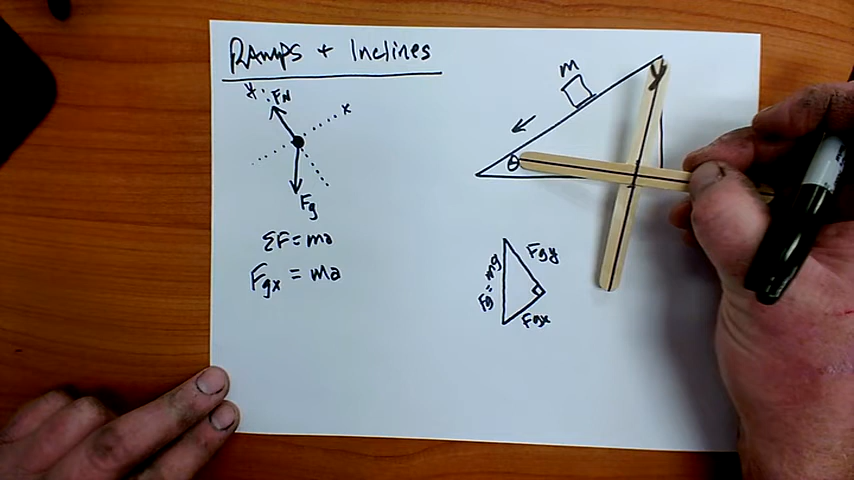 RAMPS + Inclines
y FN
x
Fg
ΣF = ma
Fgx = ma
m
θ
y
Fg = mg
Fgy
Fgx